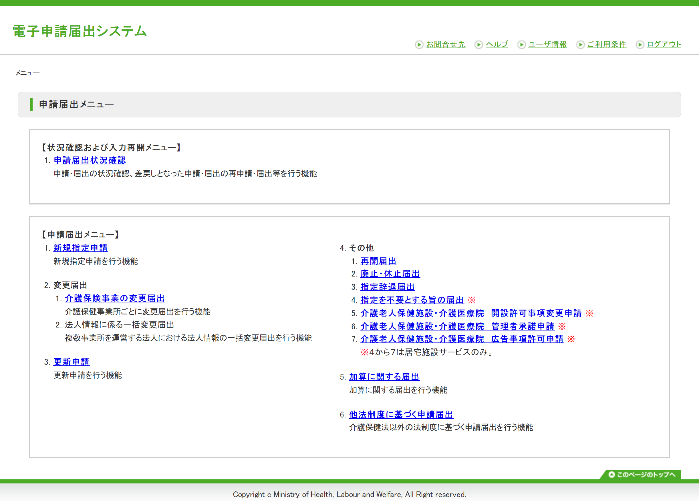 電子申請届出システム
お問合せ先 ヘルプ ユーザ情報 ご利用条件 ログアウト
メニュー
申請届出メニュー
【状況確認および入力再開メニュー】
1. 申請届出状況確認
申請・届出の状況確認、差戻しとなった申請・届出の再申請・届出等を行う機能
【申請届出メニュー】
1. 新規指定申請
新規指定申請を行う機能
2. 変更届出
1. 介護保険事業の変更届出
介護保険事業所ごとに変更届出を行う機能
2. 法人情報に係る一括変更届出
複数事業所を運営する法人における法人情報の一括変更届出を行う機能
3. 更新申請
更新申請を行う機能
4. その他
1. 再開届出
2. 廃止・休止届出
3. 指定辞退届出
4. 指定を不要とする旨の届出 ※
5. 介護老人保健施設・介護医療院 開設許可事項変更申請 ※
6. 介護老人保健施設・介護医療院 管理者承諾申請 ※
7. 介護老人保健施設・介護医療院 広告事項許可申請 ※
※4から7は居宅施設サービスのみ。
5. 加算に関する届出
加算に関する届出を行う機能
6. 他法制度に基づく申請届出
介護保険法以外の法制度に基づく申請届出を行う機能
このページのトップへ
Copyright c Ministry of Health, Labour and Welfare, All Right reserved.